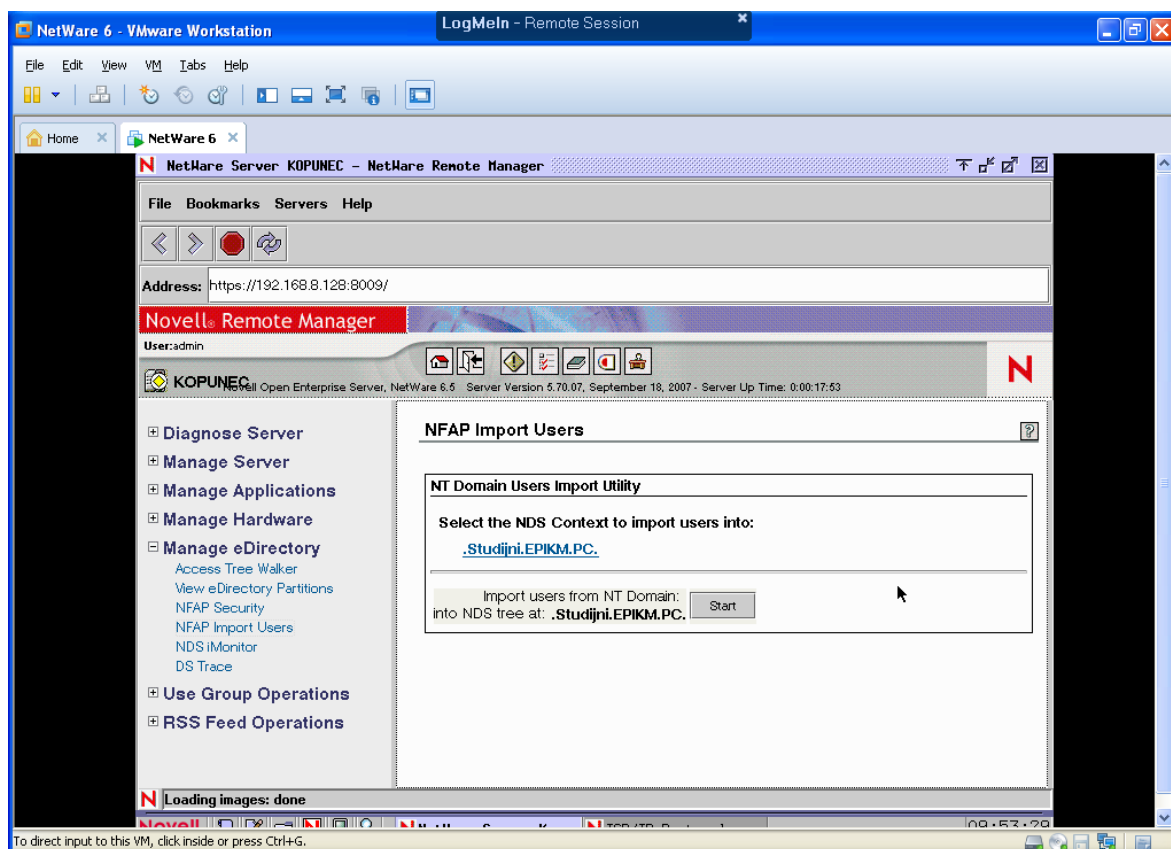 NetWare 6 - VMware Workstation
LogMeIn - Remote Session
File Edit View VM Tabs Help
Home
NetWare 6
NetWare Server KOPUNEC - NetWare Remote Manager
File Bookmarks Servers Help
Address: https://192.168.8.128:8009/
Novell® Remote Manager
User:admin
KOPUNEC
Novell Open Enterprise Server, NetWare 6.5 Server Version 5.70.07, September 18, 2007 - Server Up Time: 0:00:17:53
N
Diagnose Server
Manage Server
Manage Applications
Manage Hardware
Manage eDirectory
Access Tree Walker
View eDirectory Partitions
NFAP Security
NFAP Import Users
NDS iMonitor
DS Trace
Use Group Operations
RSS Feed Operations
NFAP Import Users
?
NT Domain Users Import Utility
Select the NDS Context to import users into:
.Studijni.EPIKM.PC.
Import users from NT Domain:
into NDS tree at: .Studijni.EPIKM.PC.
Start
Loading images: done
Novell
09:53:29
To direct input to this VM, click inside or press Ctrl+G.